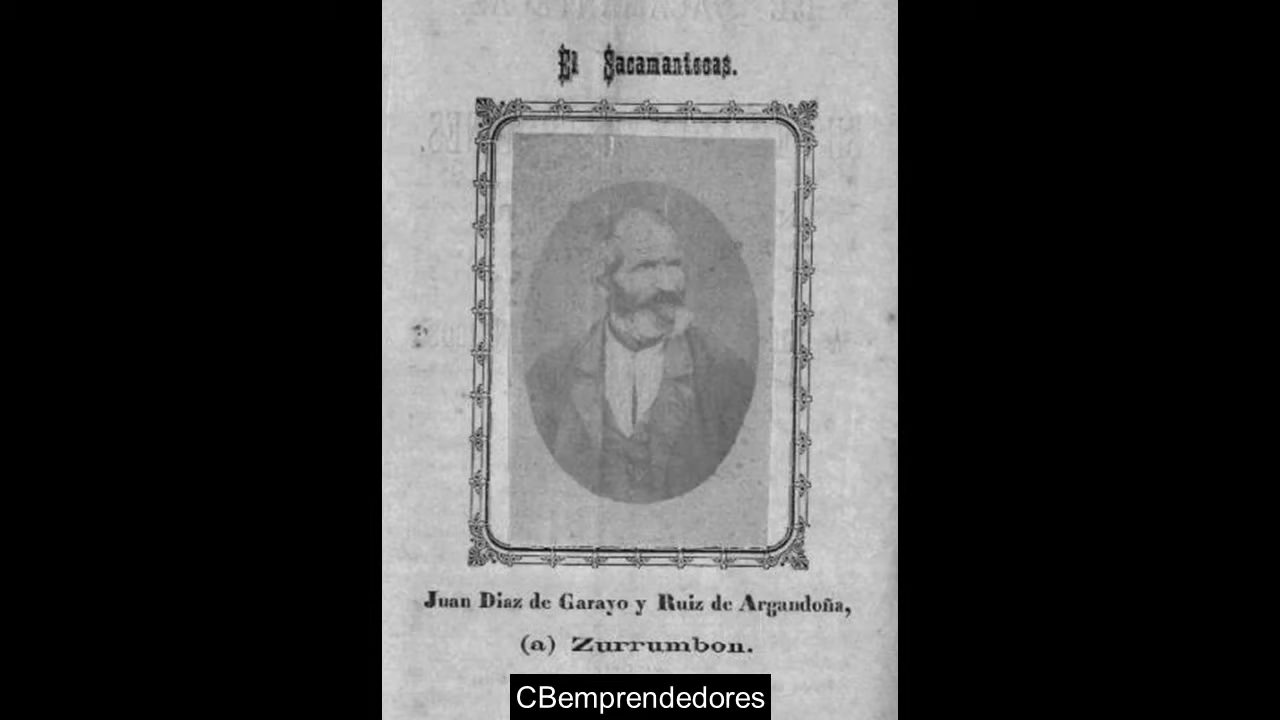 El Sacamantecas.
Juan Diaz de Garayo y Ruiz de Argandoña,
(a) Zurrumbon.
CBemprendedores